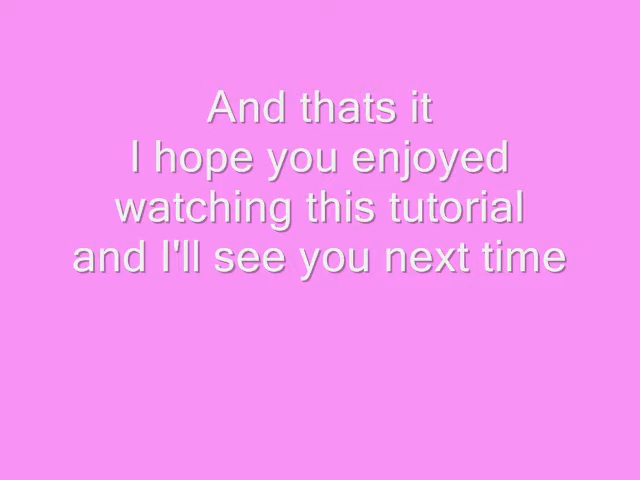 And thats it
I hope you enjoyed
watching this tutorial
and I'll see you next time